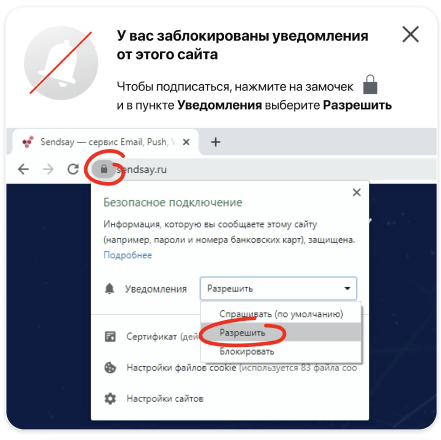 У вас заблокированы уведомления
от этого сайта
Чтобы подписаться, нажмите на замочек
и в пункте Уведомления выберите Разрешить
Sendsay — сервис Email, Push,
sendsay.ru
Безопасное подключение
Информация, которую вы сообщаете этому сайту
(например, пароли и номера банковских карт), защищена.
Подробнее
Уведомления Разрешить
Спрашивать (по умолчанию)
Разрешить
Блокировать
Сертификат (дей
Настройки файлов cookie (используется 83 файла coo
Настройки сайтов